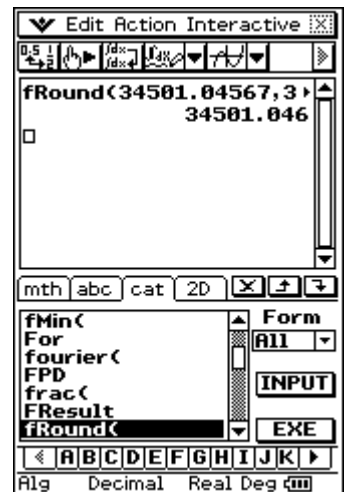 Edit Action Interactive
fRound(34501.04567,3
34501.046
mth abc cat 2D
fMin(
Form
For
All
fourier(
FPD
INPUT
frac(
FResult
fRound(
EXE
A B C D E F G H I J K
Alg Decimal Real Deg